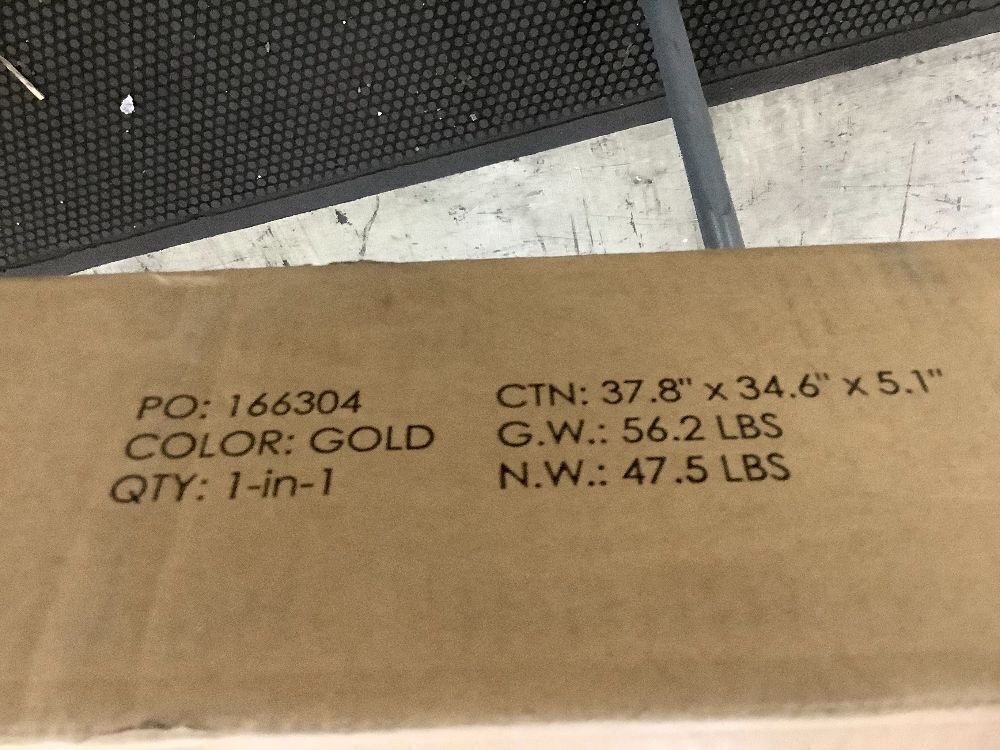 PO: 166304
COLOR: GOLD
QTY: 1-in-1
CTN: 37.8" x 34.6" x 5.1"
G.W.: 56.2 LBS
N.W.: 47.5 LBS